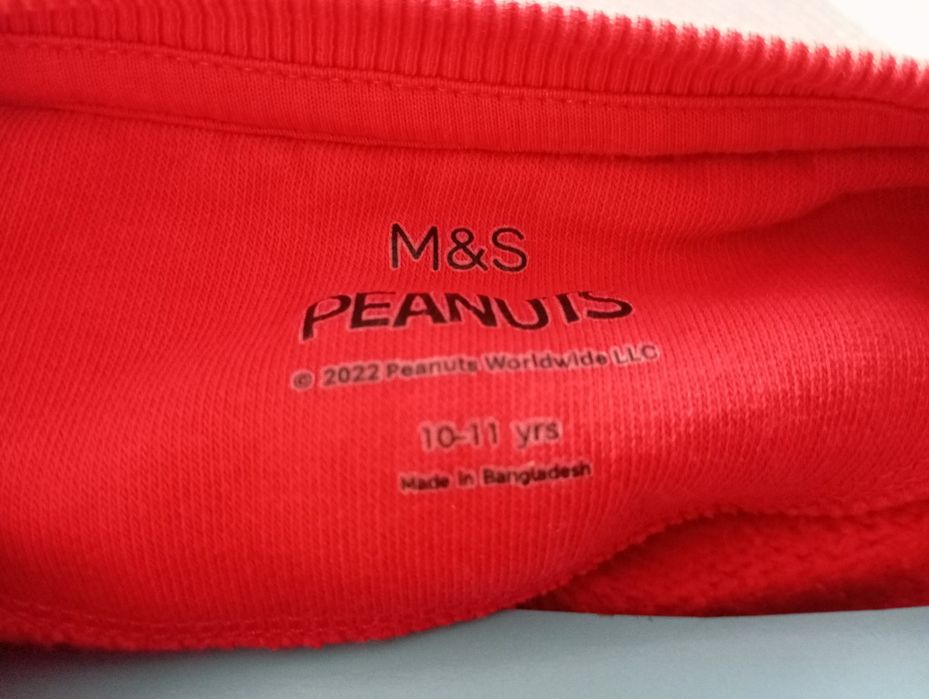 M&S
PEANUTS
© 2022 Peanuts Worldwide LLC
10-11 yrs
Made in Bangladesh